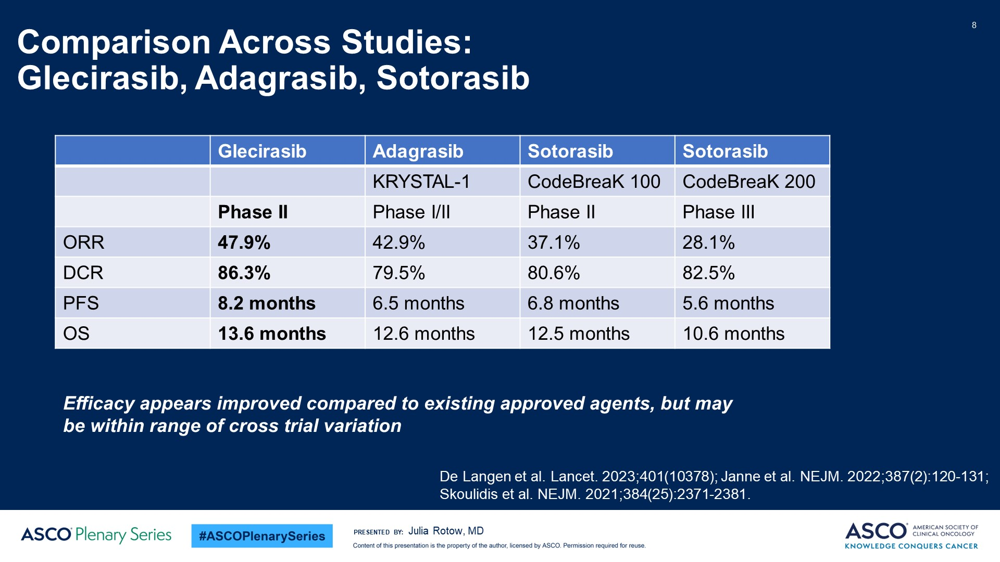 8
Comparison Across Studies:
Glecirasib, Adagrasib, Sotorasib
Glecirasib Adagrasib Sotorasib Sotorasib
KRYSTAL-1 CodeBreaK 100 CodeBreaK 200
Phase II Phase I/II Phase II Phase III
ORR 47.9% 42.9% 37.1% 28.1%
DCR 86.3% 79.5% 80.6% 82.5%
PFS 8.2 months 6.5 months 6.8 months 5.6 months
OS 13.6 months 12.6 months 12.5 months 10.6 months
Efficacy appears improved compared to existing approved agents, but may
be within range of cross trial variation
De Langen et al. Lancet. 2023;401(10378); Janne et al. NEJM. 2022;387(2):120-131;
Skoulidis et al. NEJM. 2021;384(25):2371-2381.
ASCO® Plenary Series
#ASCOPlenarySeries
PRESENTED BY: Julia Rotow, MD
Content of this presentation is the property of the author, licensed by ASCO. Permission required for reuse.
ASCO® AMERICAN SOCIETY OF
CLINICAL ONCOLOGY
KNOWLEDGE CONQUERS CANCER